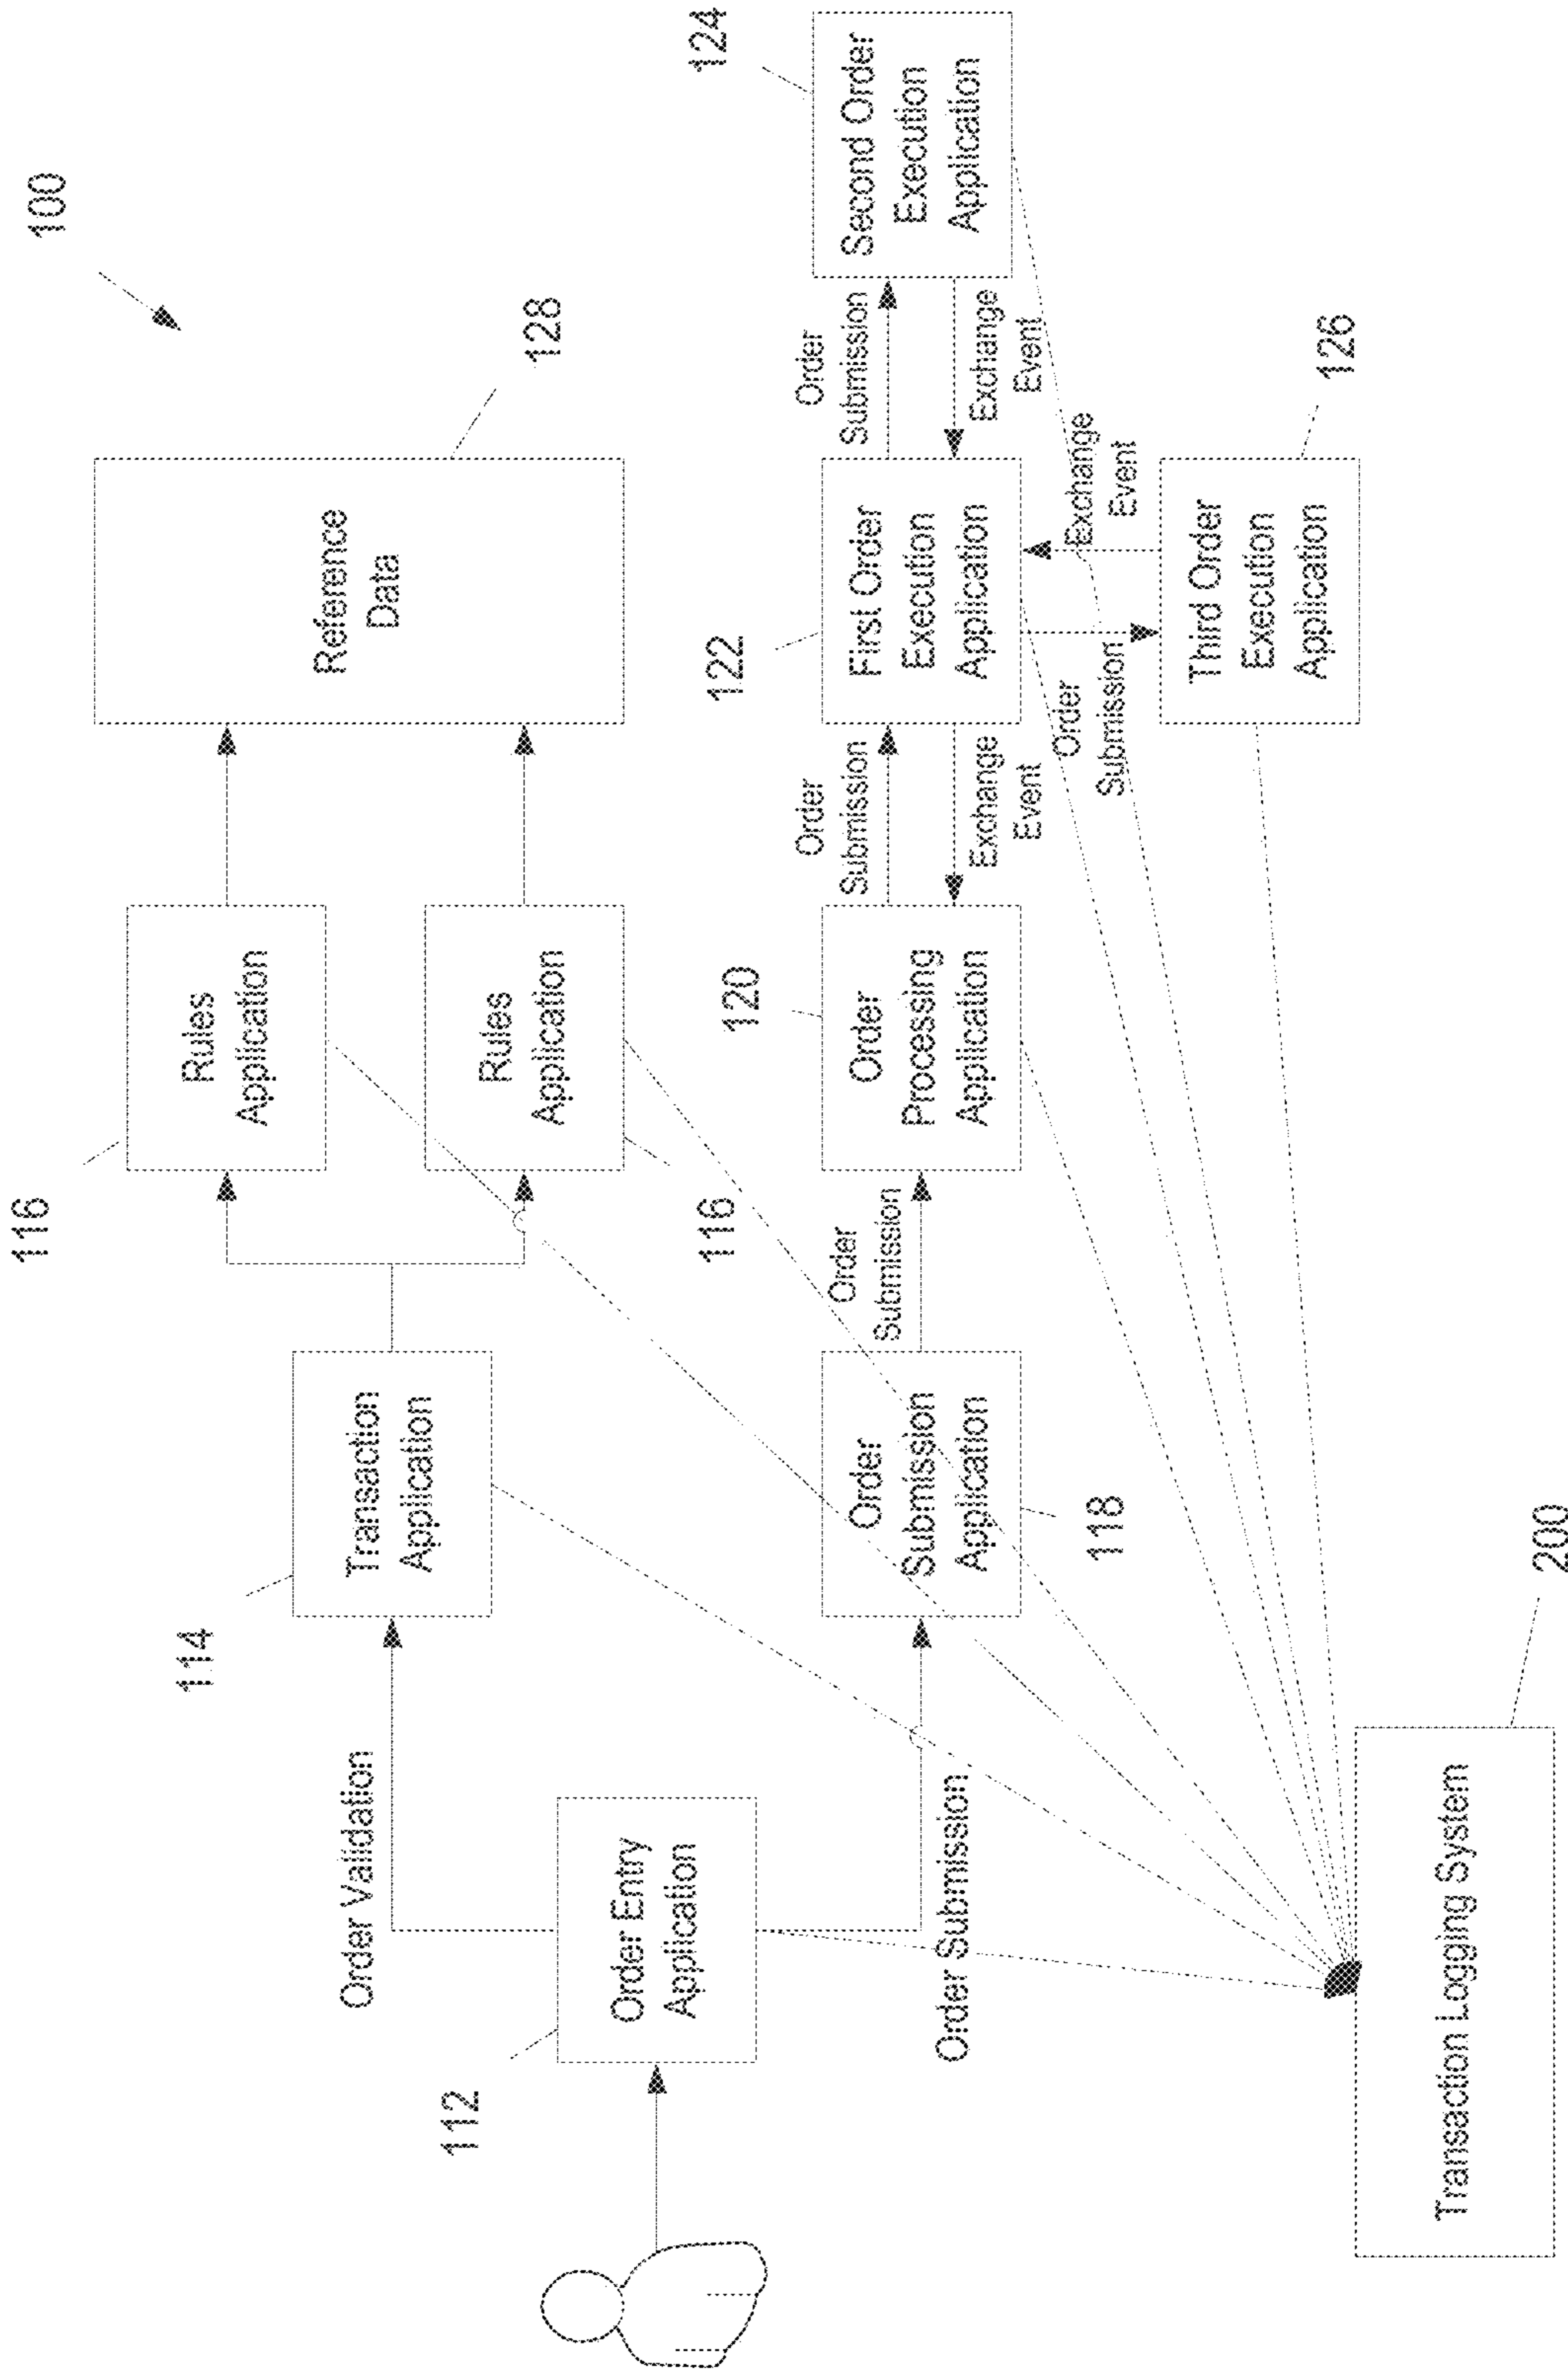 100
116
Rules
Application
Reference
Data
128
114
Transaction
Application
Order Validation
Rules
Application
116
112
Order Entry
Application
Order Submission
Order
Submission
Application
118
Order
Submission
120
Order
Processing
Application
Order
Submission
Exchange
Event
122
First Order
Execution
Application
Order
Submission
Exchange
Event
124
Second Order
Execution
Application
Order
Submission
Exchange
Event
126
Third Order
Execution
Application
Transaction Logging System
200